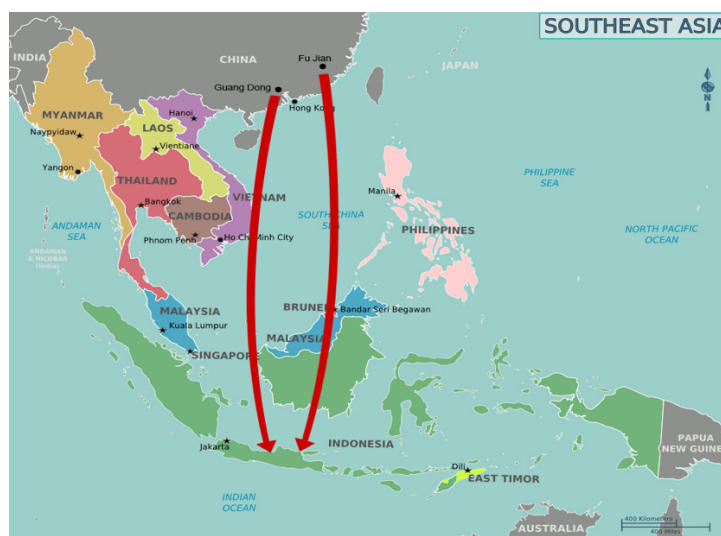 SOUTHEAST ASIA
INDIA
CHINA
Fu Jian
JAPAN
Guang Dong
Hong Kong
MYANMAR
Hanoi
N
LAOS
Naypyidaw
Vientiane
Yangon
THAILAND
PHILIPPINE
SEA
VIETNAM
Manila
Bangkok
CAMBODIA
SOUTH CHINA
SEA
ANDAMAN
SEA
PHILIPPINES
NORTH PACIFIC
OCEAN
Phnom Penh
Ho Chi Minh City
ANDAMAN
& NICOBAR
(India)
MALAYSIA
BRUNEI
Bandar Seri Begawan
Kuala Lumpur
MALAYSIA
SINGAPORE
INDONESIA
Jakarta
PAPUA
(NEW GUINE
Dili
EAST TIMOR
INDIAN
OCEAN
400 Kilometers
400 Miles
AUSTRALIA